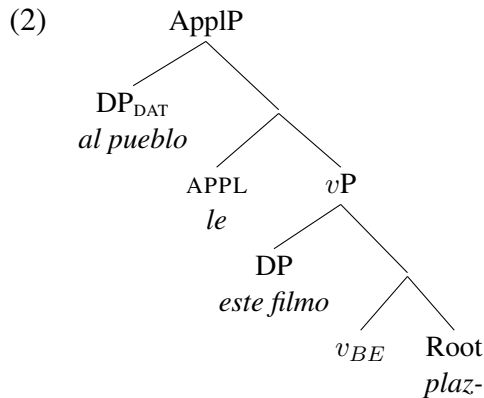 (2) ApplP
DP_DAT
al pueblo
APPL vP
le
DP
este filmo
v_BE Root
plaz-